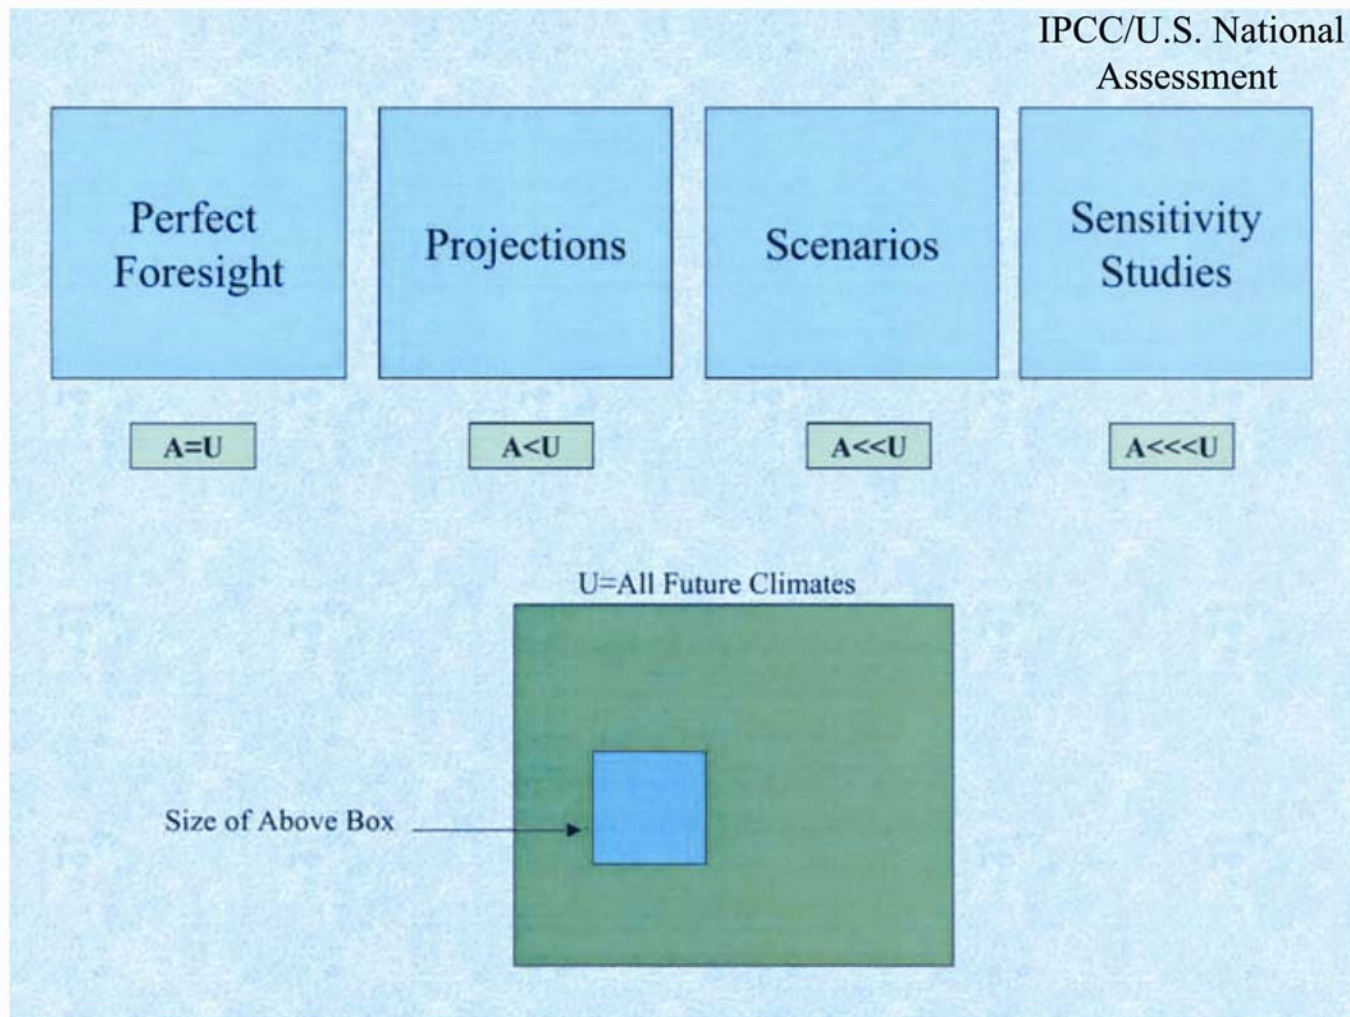 IPCC/U.S. National
Assessment
Perfect
Foresight
Projections
Scenarios
Sensitivity
Studies
A=U
A<U
A<<U
A<<<U
U=All Future Climates
Size of Above Box